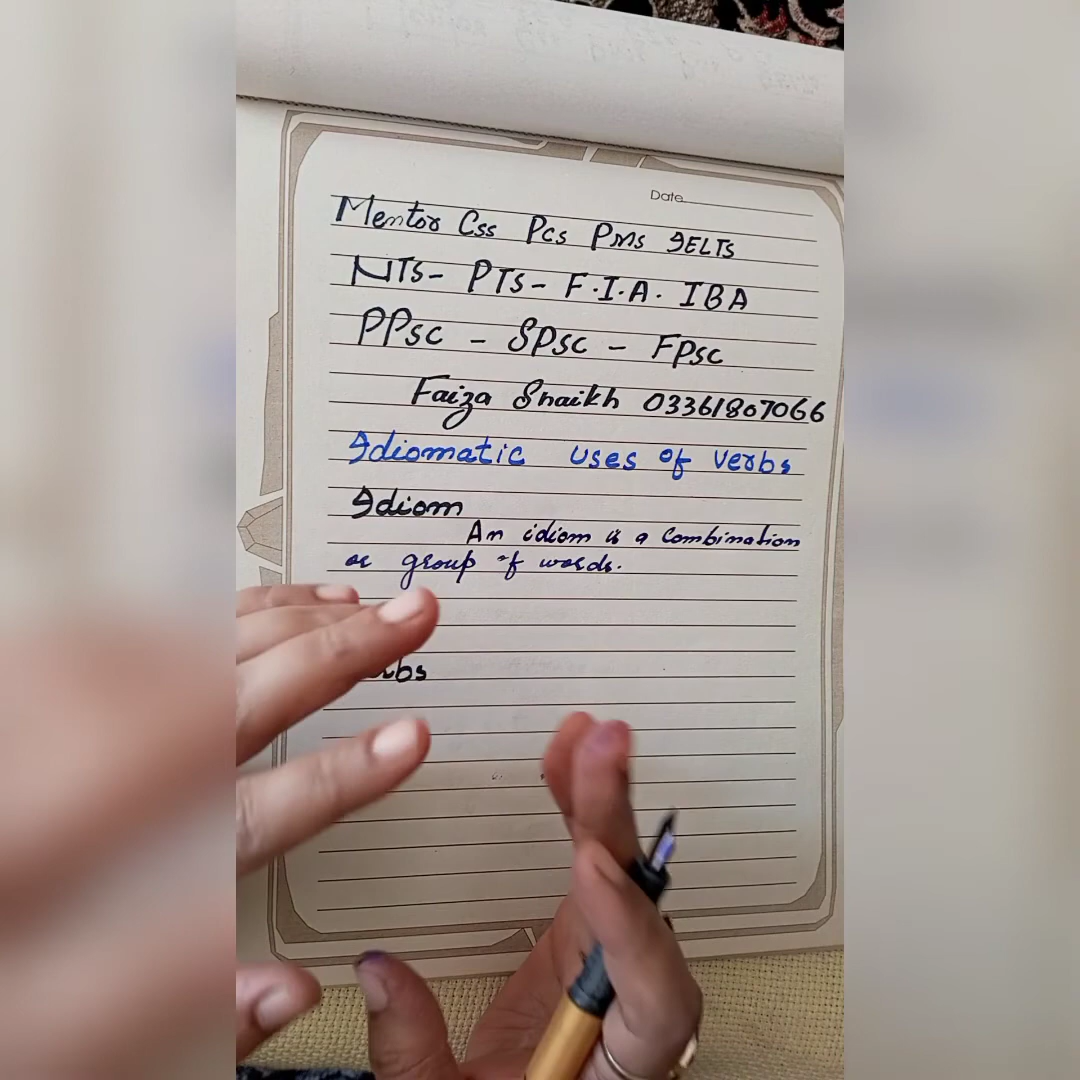 Date
Mentor Css Pcs PMs IELTS
NTS- PTS- F.I.A. IBA
PPsc - SPsc - FPsc
Faiza Shaikh 03361807066
Idiomatic uses of verbs
Idiom
An idiom is a combination
or group of words.
rbs